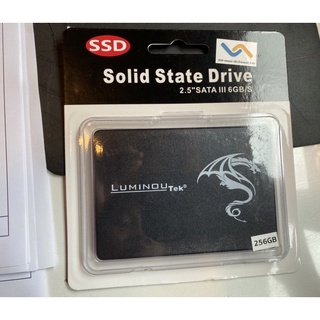 SSD
Solid State Drive
2.5"SATA III 6GB/S
LUMINOUTek®
256GB